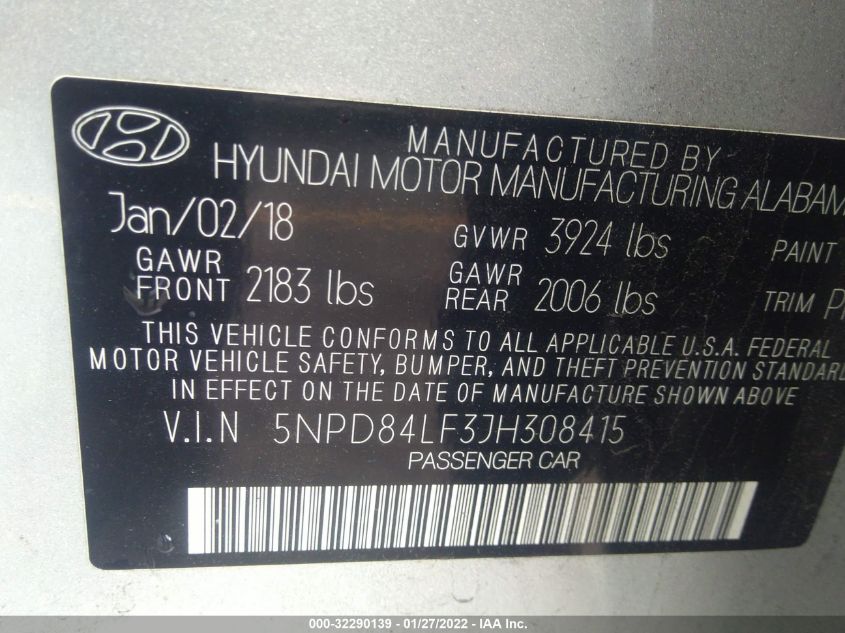 MANUFACTURED BY
HYUNDAI MOTOR MANUFACTURING ALABAM
Jan/02/18 GVWR 3924 lbs PAINT
GAWR FRONT 2183 lbs GAWR REAR 2006 lbs TRIM
THIS VEHICLE CONFORMS TO ALL APPLICABLE U.S.A. FEDERAL
MOTOR VEHICLE SAFETY, BUMPER, AND THEFT PREVENTION STANDARD
IN EFFECT ON THE DATE OF MANUFACTURE SHOWN ABOVE
V.I.N 5NPD84LF3JH308415
PASSENGER CAR
000-32290139 - 01/27/2022 - IAA Inc.